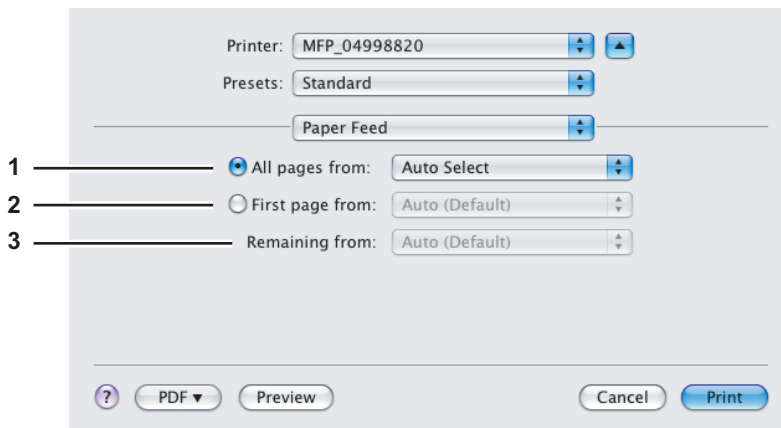 Printer: MFP_04998820
Presets: Standard
Paper Feed
1 All pages from: Auto Select
2 First page from: Auto (Default)
3 Remaining from: Auto (Default)
? PDF ▼ Preview Cancel Print